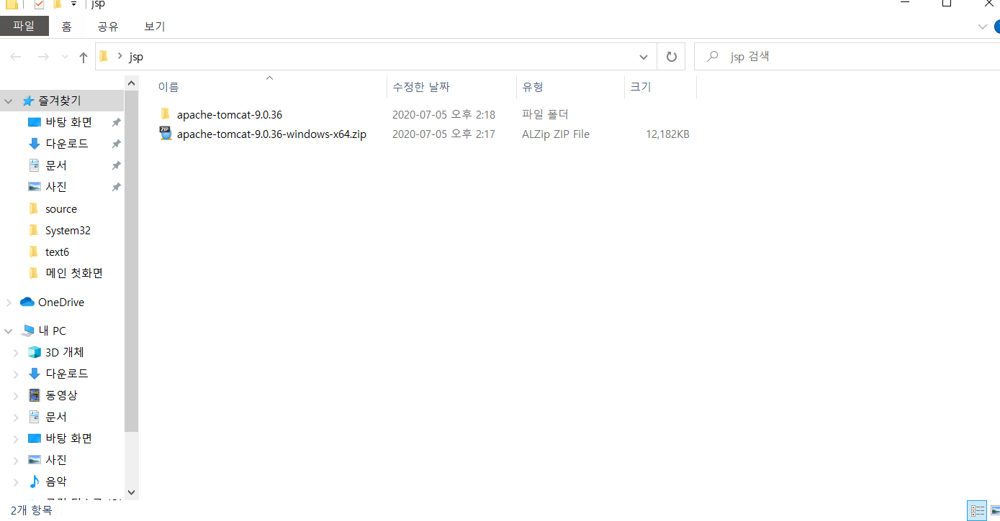 jsp
파일 홈 공유 보기
jsp
jsp 검색
이름 수정한 날짜 유형 크기
apache-tomcat-9.0.36 2020-07-05 오후 2:18 파일 폴더
ZIP apache-tomcat-9.0.36-windows-x64.zip 2020-07-05 오후 2:17 ALZip ZIP File 12,182KB
즐겨찾기
바탕 화면
다운로드
문서
사진
source
System32
text6
메인 첫화면
OneDrive
내 PC
3D 개체
다운로드
동영상
문서
바탕 화면
사진
음악
2개 항목